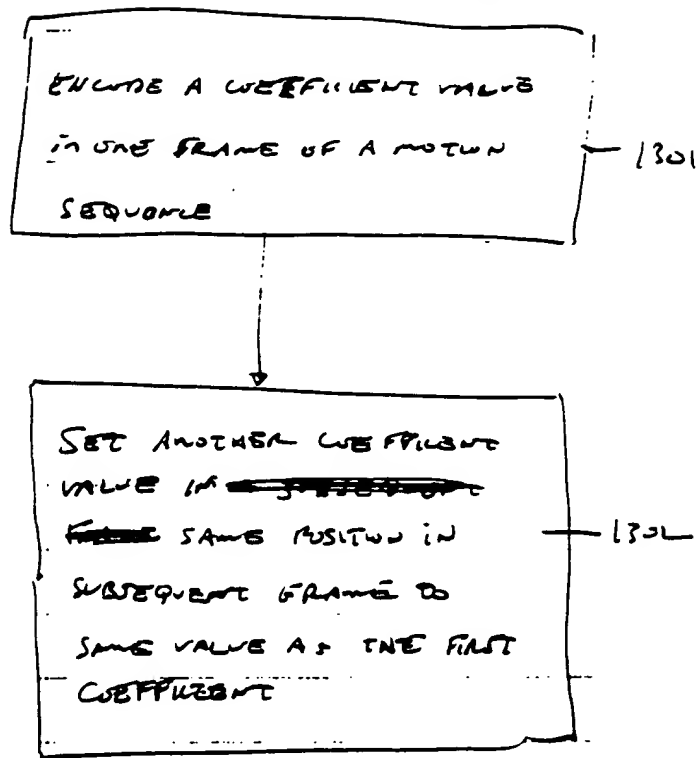 ENCODE A COEFFICIENT VALUE
in ONE FRAME OF A MOTION
SEQUENCE
1301
SET ANOTHER COEFFICIENT
VALUE IN
SAME POSITION IN
1302
SUBSEQUENT FRAME TO
SAME VALUE AS THE FIRST
COEFFICIENT